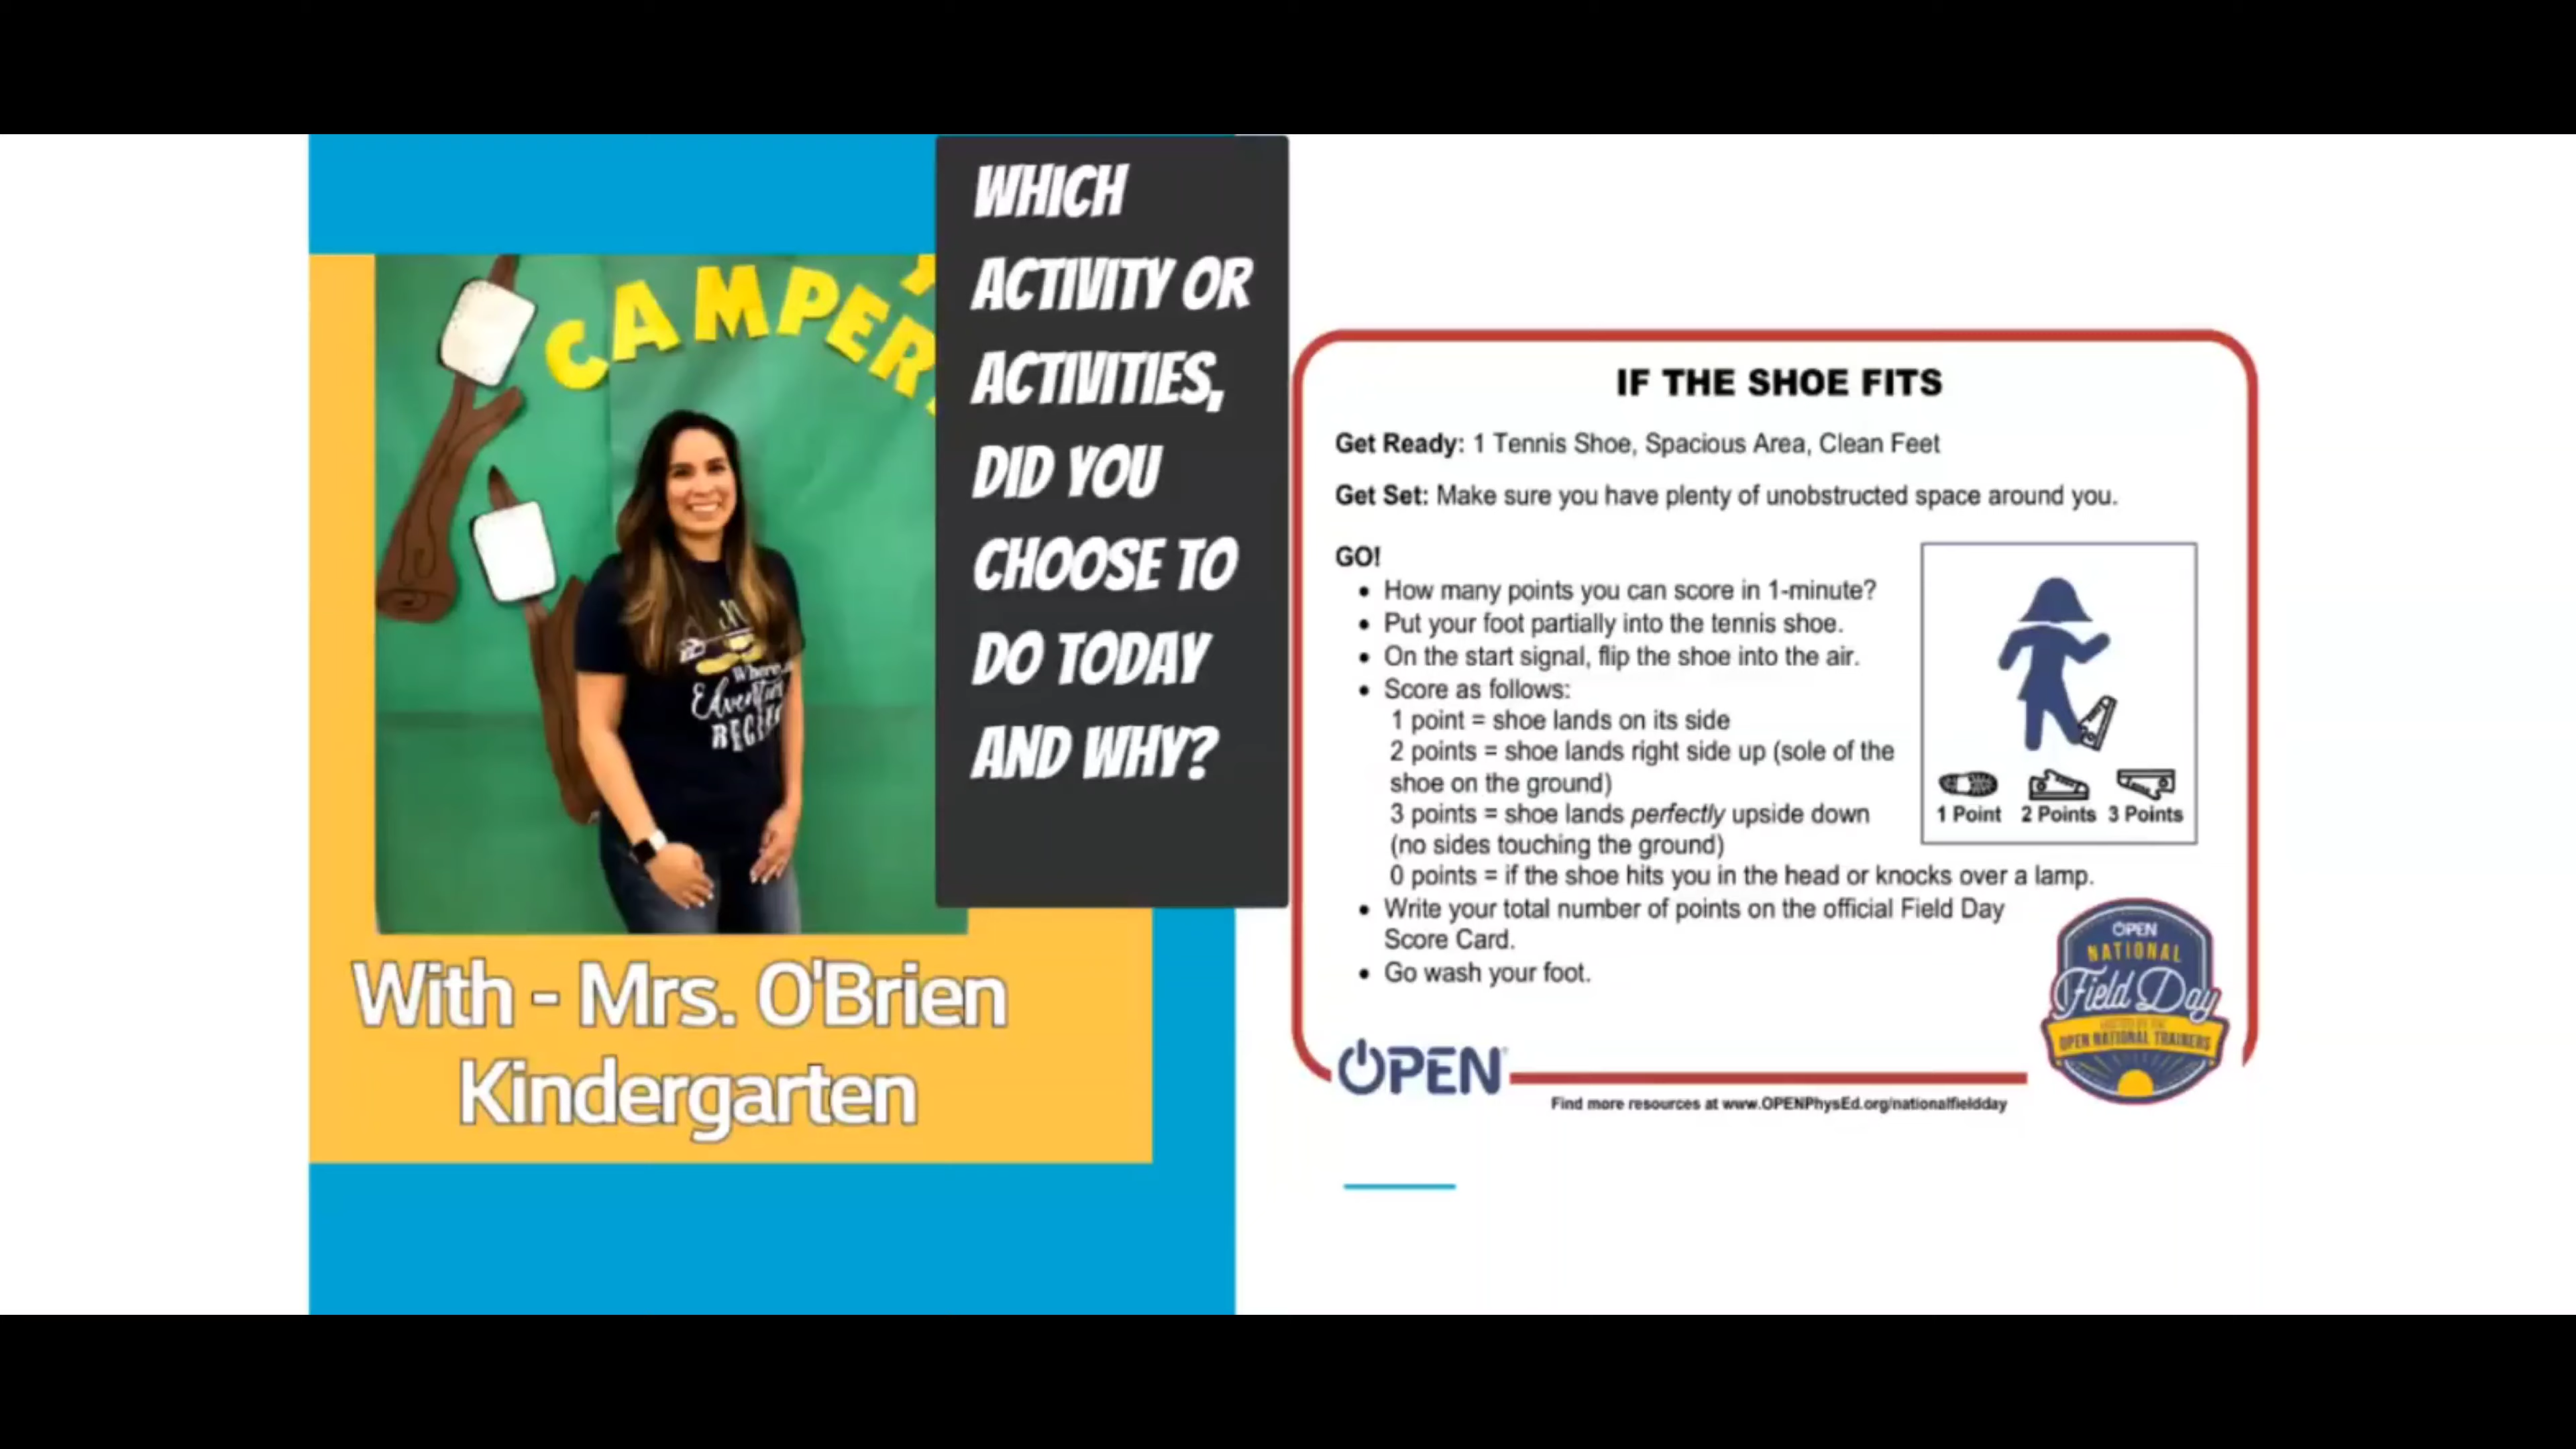 CAMPER
Where
BEGINS
With - Mrs. O'Brien
Kindergarten
WHICH
ACTIVITY OR
ACTIVITIES,
DID YOU
CHOOSE TO
DO TODAY
AND WHY?
IF THE SHOE FITS
Get Ready: 1 Tennis Shoe, Spacious Area, Clean Feet
Get Set: Make sure you have plenty of unobstructed space around you.
GO!
• How many points you can score in 1-minute?
• Put your foot partially into the tennis shoe.
• On the start signal, flip the shoe into the air.
• Score as follows:
1 point = shoe lands on its side
2 points = shoe lands right side up (sole of the
shoe on the ground)
3 points = shoe lands perfectly upside down
(no sides touching the ground)
0 points = if the shoe hits you in the head or knocks over a lamp.
• Write your total number of points on the official Field Day
Score Card.
• Go wash your foot.
1 Point 2 Points 3 Points
OPEN
NATIONAL
Field Day
HOSTED BY THE
OPEN NATIONAL TRAINERS
OPEN
Find more resources at www.OPENPhysEd.org/nationalfieldday